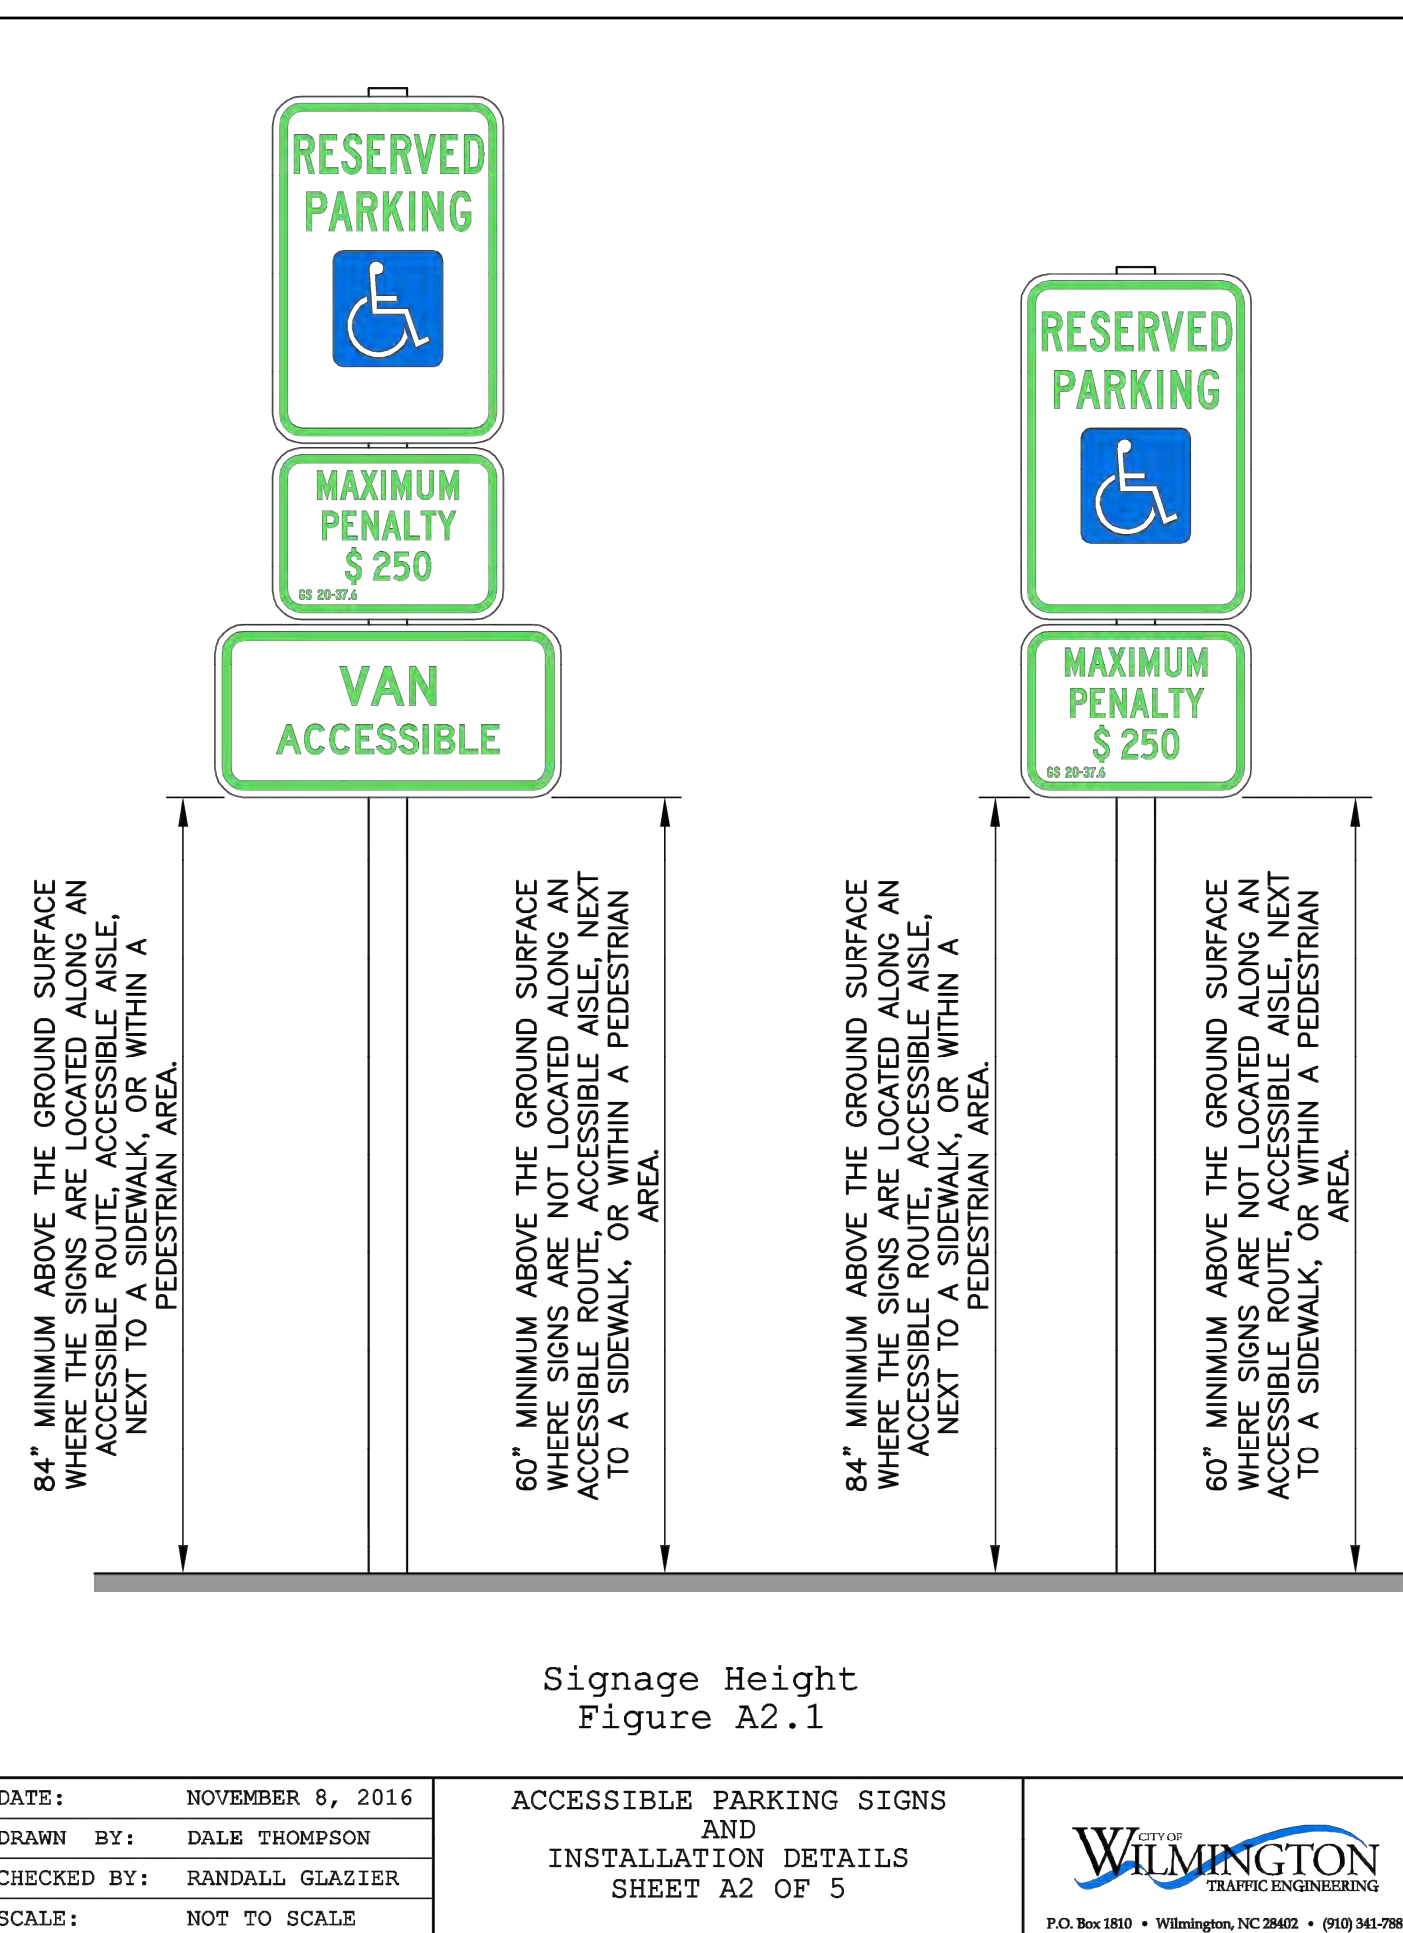 RESERVED
PARKING
MAXIMUM
PENALTY
$ 250
GS 20-37.6
VAN
ACCESSIBLE
RESERVED
PARKING
MAXIMUM
PENALTY
$ 250
GS 20-37.6
84" MINIMUM ABOVE THE GROUND SURFACE
WHERE THE SIGNS ARE LOCATED ALONG AN
ACCESSIBLE ROUTE, ACCESSIBLE AISLE,
NEXT TO A SIDEWALK, OR WITHIN A
PEDESTRIAN AREA.
60" MINIMUM ABOVE THE GROUND SURFACE
WHERE SIGNS ARE NOT LOCATED ALONG AN
ACCESSIBLE ROUTE, ACCESSIBLE AISLE, NEXT
TO A SIDEWALK, OR WITHIN A PEDESTRIAN
AREA.
84" MINIMUM ABOVE THE GROUND SURFACE
WHERE THE SIGNS ARE LOCATED ALONG AN
ACCESSIBLE ROUTE, ACCESSIBLE AISLE,
NEXT TO A SIDEWALK, OR WITHIN A
PEDESTRIAN AREA.
60" MINIMUM ABOVE THE GROUND SURFACE
WHERE SIGNS ARE NOT LOCATED ALONG AN
ACCESSIBLE ROUTE, ACCESSIBLE AISLE, NEXT
TO A SIDEWALK, OR WITHIN A PEDESTRIAN
AREA.
Signage Height
Figure A2.1
DATE: NOVEMBER 8, 2016
DRAWN BY: DALE THOMPSON
CHECKED BY: RANDALL GLAZIER
SCALE: NOT TO SCALE
ACCESSIBLE PARKING SIGNS
AND
INSTALLATION DETAILS
SHEET A2 OF 5
CITY OF
WILMINGTON
TRAFFIC ENGINEERING
P.O. Box 1810 • Wilmington, NC 28402 • (910) 341-788